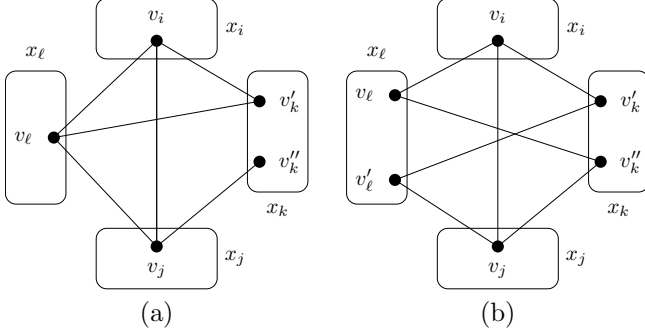 v_i x_i
x_ℓ
v_ℓ v'_k
v''_k
x_k
v_j x_j
(a)
v_i x_i
x_ℓ
v_ℓ v'_k
v'_ℓ v''_k
x_k
v_j x_j
(b)